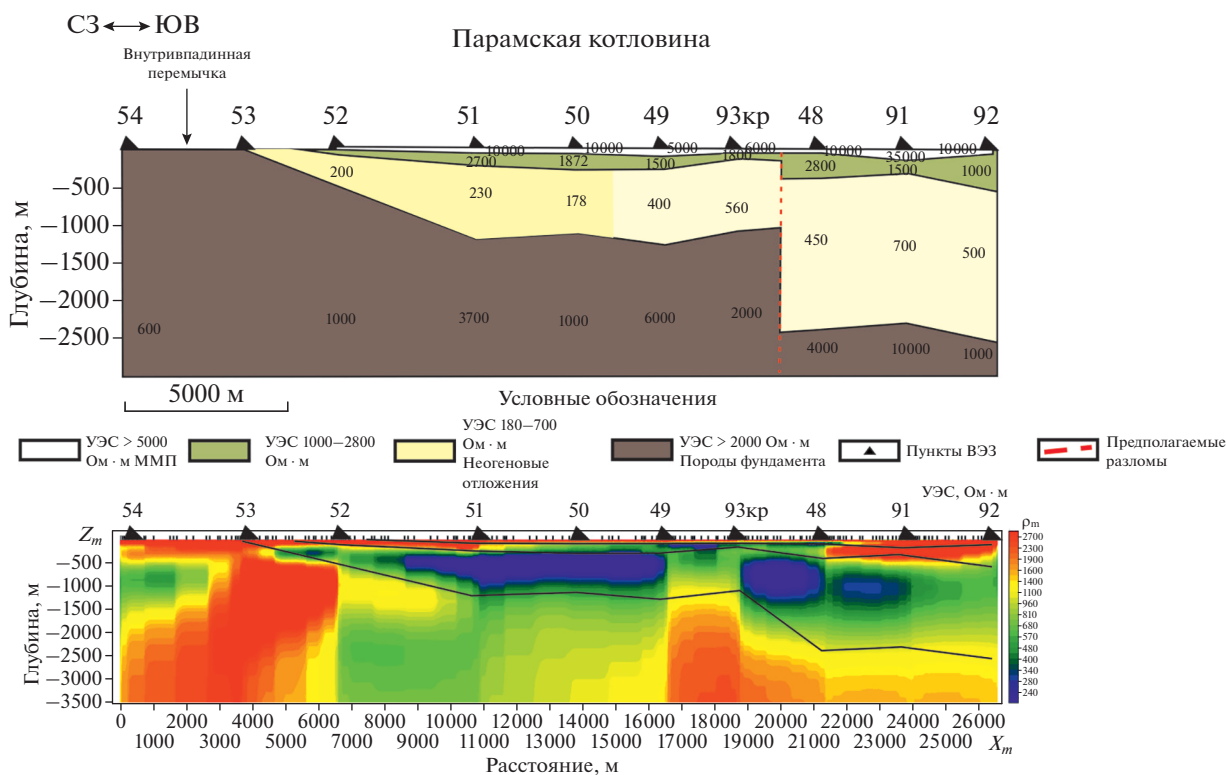 СЗ ЮВ
Внутривпадинная
перемычка
Парамская котловина
54 53 52 51 50 49 93кр 48 91 92
10000 10000 5000 6000 10000 35000 10000
2700 1872 1500 1800 2800 1500 1000
200 230 178 400 560 450 700 500
600 1000 3700 1000 6000 2000 4000 10000 1000
Глубина, м
−500
−1000
−1500
−2000
−2500
5000 м
Условные обозначения
УЭС > 5000
Ом · м ММП
УЭС 1000−2800
Ом · м
УЭС 180−700
Ом · м
Неогеновые
отложения
УЭС > 2000 Ом · м
Породы фундамента
Пункты ВЭЗ
Предполагаемые
разломы
УЭС, Ом · м
54 53 52 51 50 49 93кр 48 91 92
Zm
ρm
2700
2300
1900
1600
1400
1100
960
810
680
570
480
400
340
280
240
Глубина, м
−500
−1000
−1500
−2000
−2500
−3000
−3500
0 2000 4000 6000 8000 10000 12000 14000 16000 18000 20000 22000 24000 26000
1000 3000 5000 7000 9000 11000 13000 15000 17000 19000 21000 23000 25000 Xm
Расстояние, м